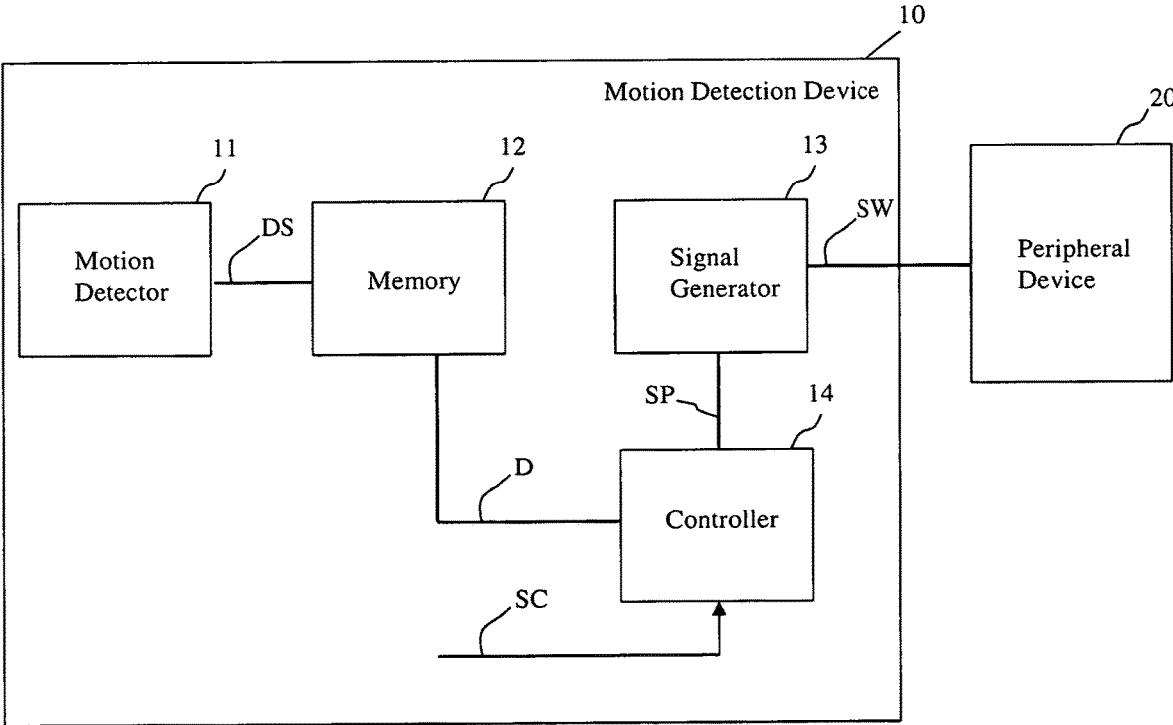 10
Motion Detection Device
20
11
12
13
DS
SW
Motion
Detector
Memory
Signal
Generator
Peripheral
Device
SP
14
D
Controller
SC